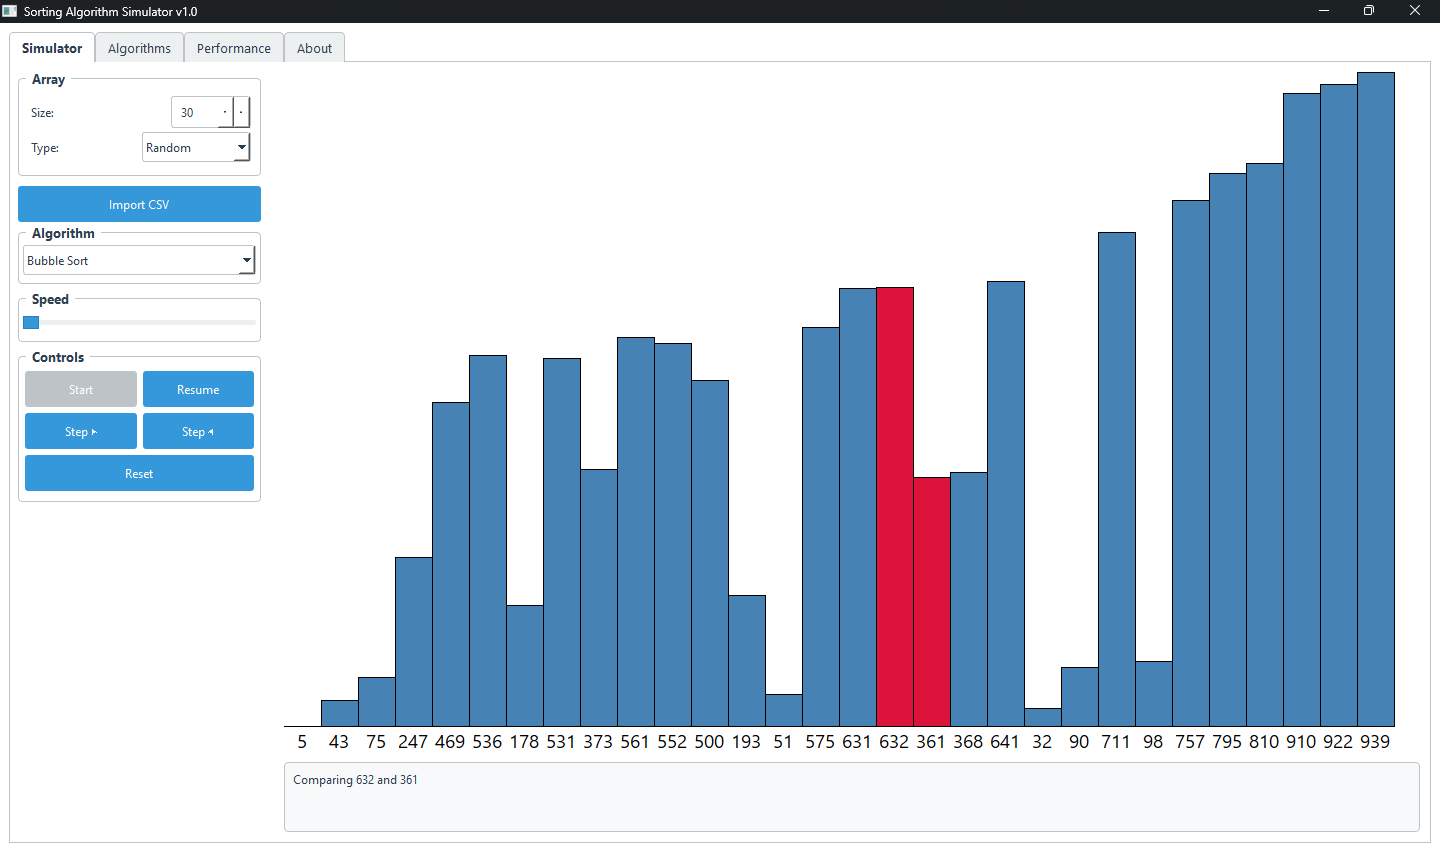 Sorting Algorithm Simulator v1.0
Simulator Algorithms Performance About
Array
Size: 30
Type: Random
Import CSV
Algorithm
Bubble Sort
Speed
Controls
Start Resume
Step Step
Reset
5 43 75 247 469 536 178 531 373 561 552 500 193 51 575 631 632 361 368 641 32 90 711 98 757 795 810 910 922 939
Comparing 632 and 361